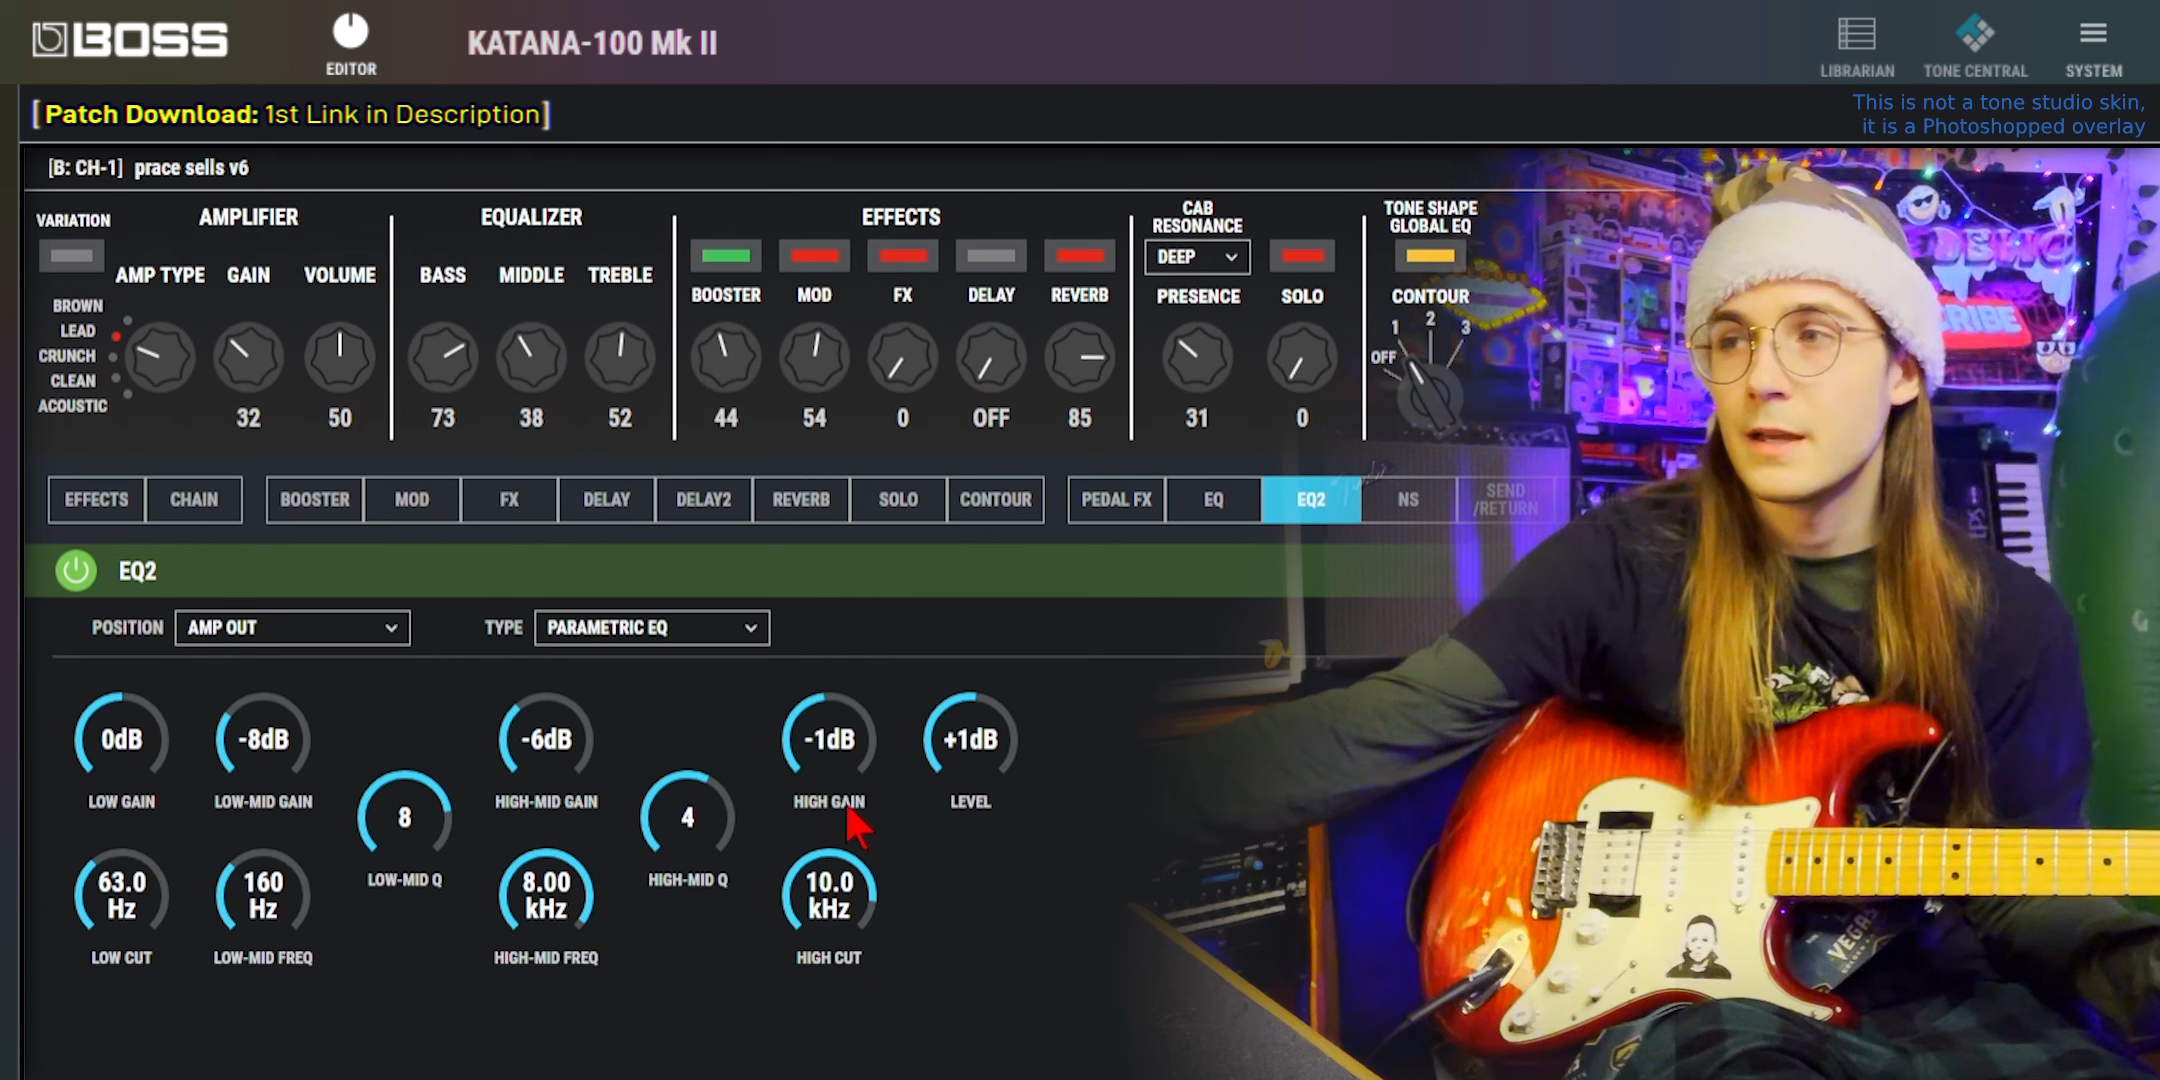 BOSS
EDITOR
KATANA-100 Mk II
LIBRARIAN
TONE CENTRAL
SYSTEM
[Patch Download: 1st Link in Description]
This is not a tone studio skin,
it is a Photoshopped overlay
[B: CH-1] prace sells v6
VARIATION
AMPLIFIER
EQUALIZER
EFFECTS
CAB
RESONANCE
TONE SHAPE
GLOBAL EQ
DEEP
AMP TYPE GAIN VOLUME
BASS MIDDLE TREBLE
BOOSTER MOD FX DELAY REVERB
PRESENCE SOLO
CONTOUR
BROWN
LEAD
CRUNCH
CLEAN
ACOUSTIC
OFF 1 2 3
32 50 73 38 52 44 54 0 OFF 85 31 0
EFFECTS CHAIN BOOSTER MOD FX DELAY DELAY2 REVERB SOLO CONTOUR PEDAL FX EQ EQ2 NS SEND
/RETURN
EQ2
POSITION AMP OUT TYPE PARAMETRIC EQ
0dB -8dB -6dB -1dB +1dB
LOW GAIN LOW-MID GAIN HIGH-MID GAIN HIGH GAIN LEVEL
8 4
LOW-MID Q HIGH-MID Q
63.0
Hz
160
Hz
8.00
kHz
10.0
kHz
LOW CUT LOW-MID FREQ HIGH-MID FREQ HIGH CUT
VEGAS